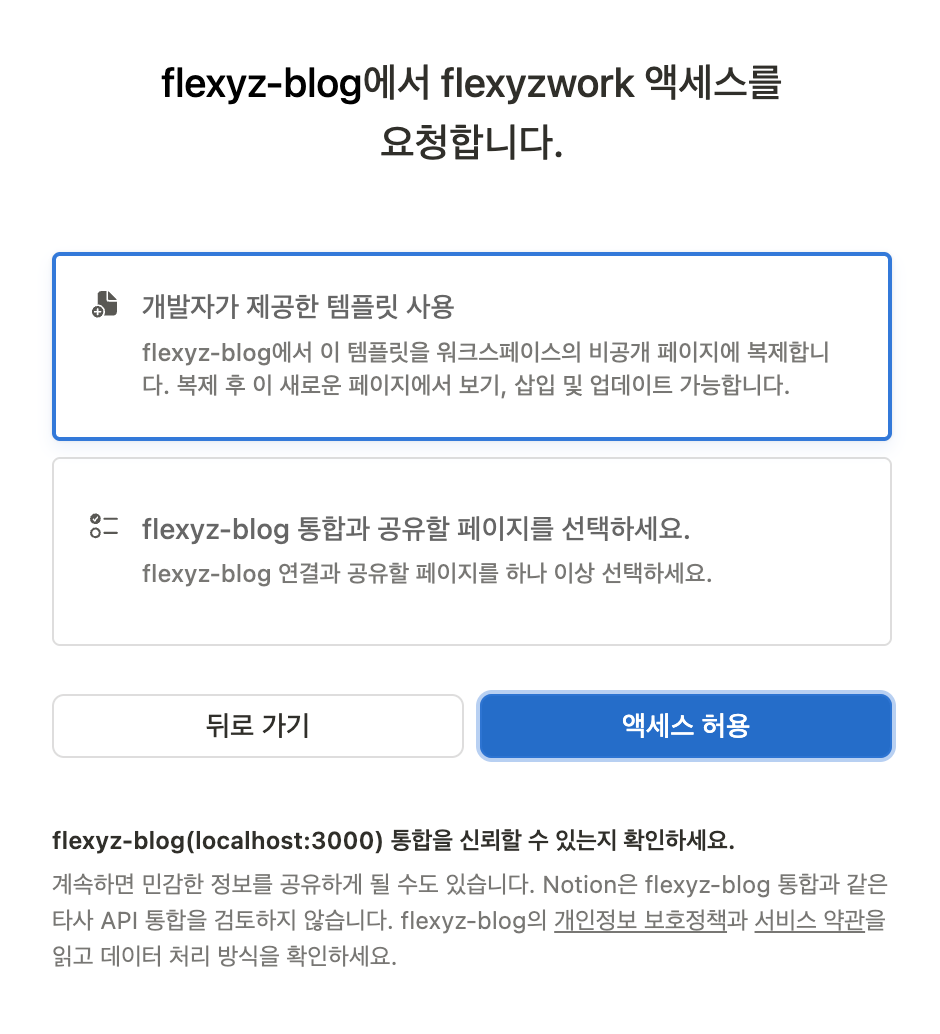 flexyz-blog에서 flexyzwork 액세스를
요청합니다.
개발자가 제공한 템플릿 사용
flexyz-blog에서 이 템플릿을 워크스페이스의 비공개 페이지에 복제합니
다. 복제 후 이 새로운 페이지에서 보기, 삽입 및 업데이트 가능합니다.
flexyz-blog 통합과 공유할 페이지를 선택하세요.
flexyz-blog 연결과 공유할 페이지를 하나 이상 선택하세요.
뒤로 가기
액세스 허용
flexyz-blog(localhost:3000) 통합을 신뢰할 수 있는지 확인하세요.
계속하면 민감한 정보를 공유하게 될 수도 있습니다. Notion은 flexyz-blog 통합과 같은
타사 API 통합을 검토하지 않습니다. flexyz-blog의 개인정보 보호정책과 서비스 약관을
읽고 데이터 처리 방식을 확인하세요.